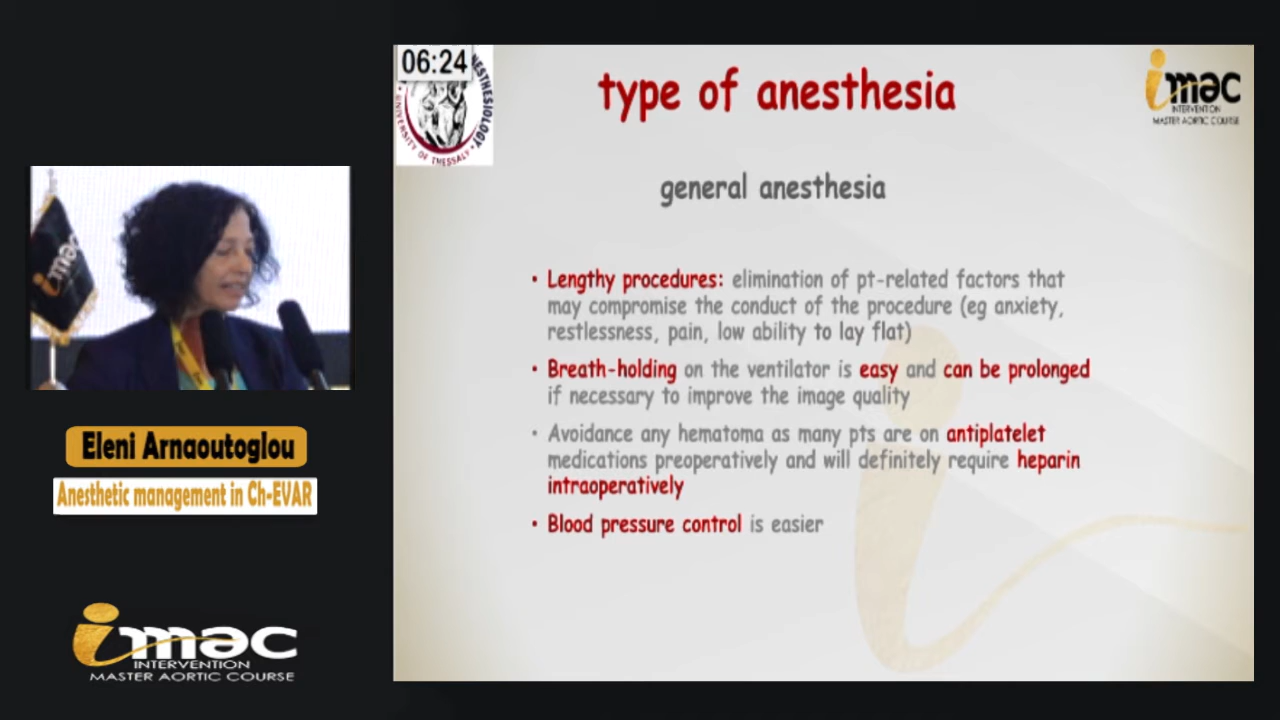 06:24
ANESTHESIOLOGY
UNIVERSITY OF THESSALY
type of anesthesia
imac
INTERVENTION
MASTER AORTIC COURSE
general anesthesia
• Lengthy procedures: elimination of pt-related factors that
may compromise the conduct of the procedure (eg anxiety,
restlessness, pain, low ability to lay flat)
• Breath-holding on the ventilator is easy and can be prolonged
if necessary to improve the image quality
• Avoidance any hematoma as many pts are on antiplatelet
medications preoperatively and will definitely require heparin
intraoperatively
• Blood pressure control is easier
Eleni Arnaoutoglou
Anesthetic management in Ch-EVAR
imac
INTERVENTION
MASTER AORTIC COURSE